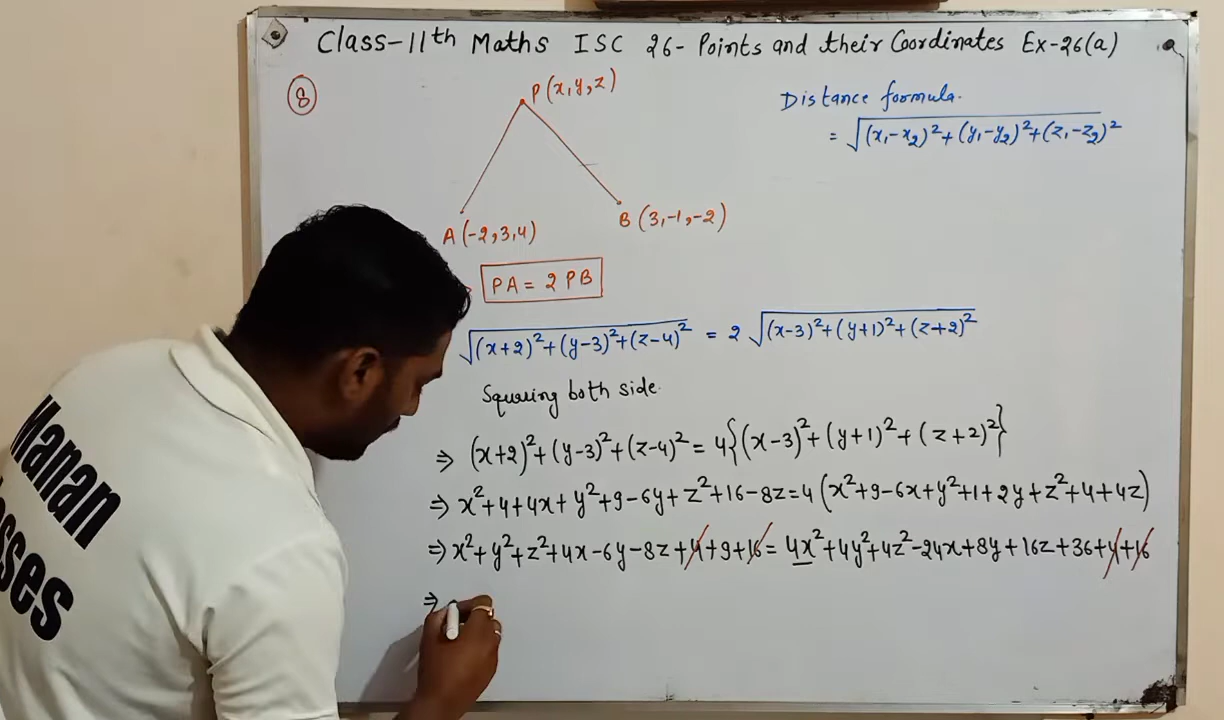 Class-11th Maths ISC 26- Points and their Coordinates Ex-26(a)
8
P(x,y,z)
Distance formula.
= √(x₁-x₂)²+(y₁-y₂)²+(z₁-z₂)²
A(-2,3,4)
B(3,-1,-2)
PA = 2 PB
√(x+2)²+(y-3)²+(z-4)² = 2 √(x-3)²+(y+1)²+(z+2)²
Squaring both side.
⇒ (x+2)²+(y-3)²+(z-4)² = 4{(x-3)²+(y+1)²+(z+2)²}
⇒ x²+4+4x+y²+9-6y+z²+16-8z=4(x²+9-6x+y²+1+2y+z²+4+4z)
⇒ x²+y²+z²+4x-6y-8z+4+9+16= 4x²+4y²+4z²-24x+8y+16z+36+4+16
⇒
Manan